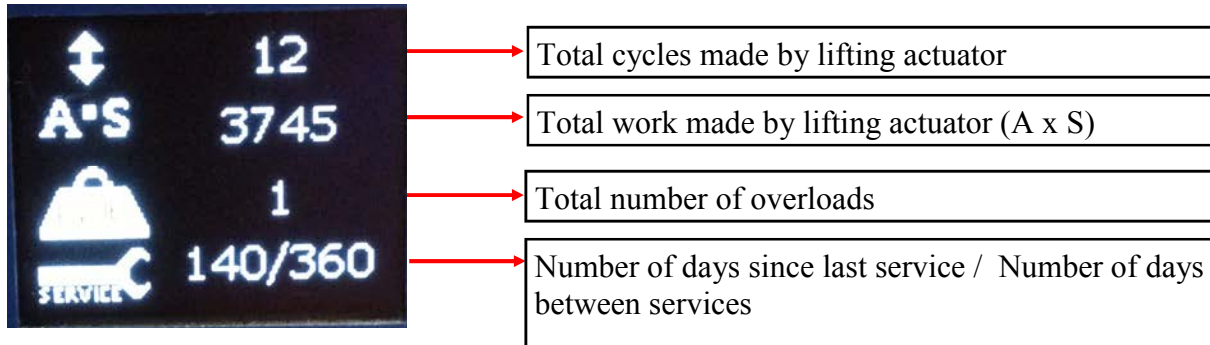 12
Total cycles made by lifting actuator
A·S 3745
Total work made by lifting actuator (A x S)
1
Total number of overloads
SERVICE 140/360
Number of days since last service / Number of days
between services